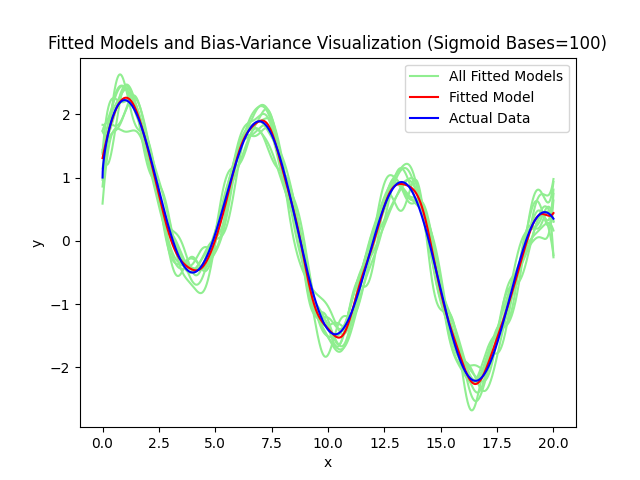 Fitted Models and Bias-Variance Visualization (Sigmoid Bases=100)
All Fitted Models
Fitted Model
Actual Data
y
2
1
0
−1
−2
0.0 2.5 5.0 7.5 10.0 12.5 15.0 17.5 20.0
x